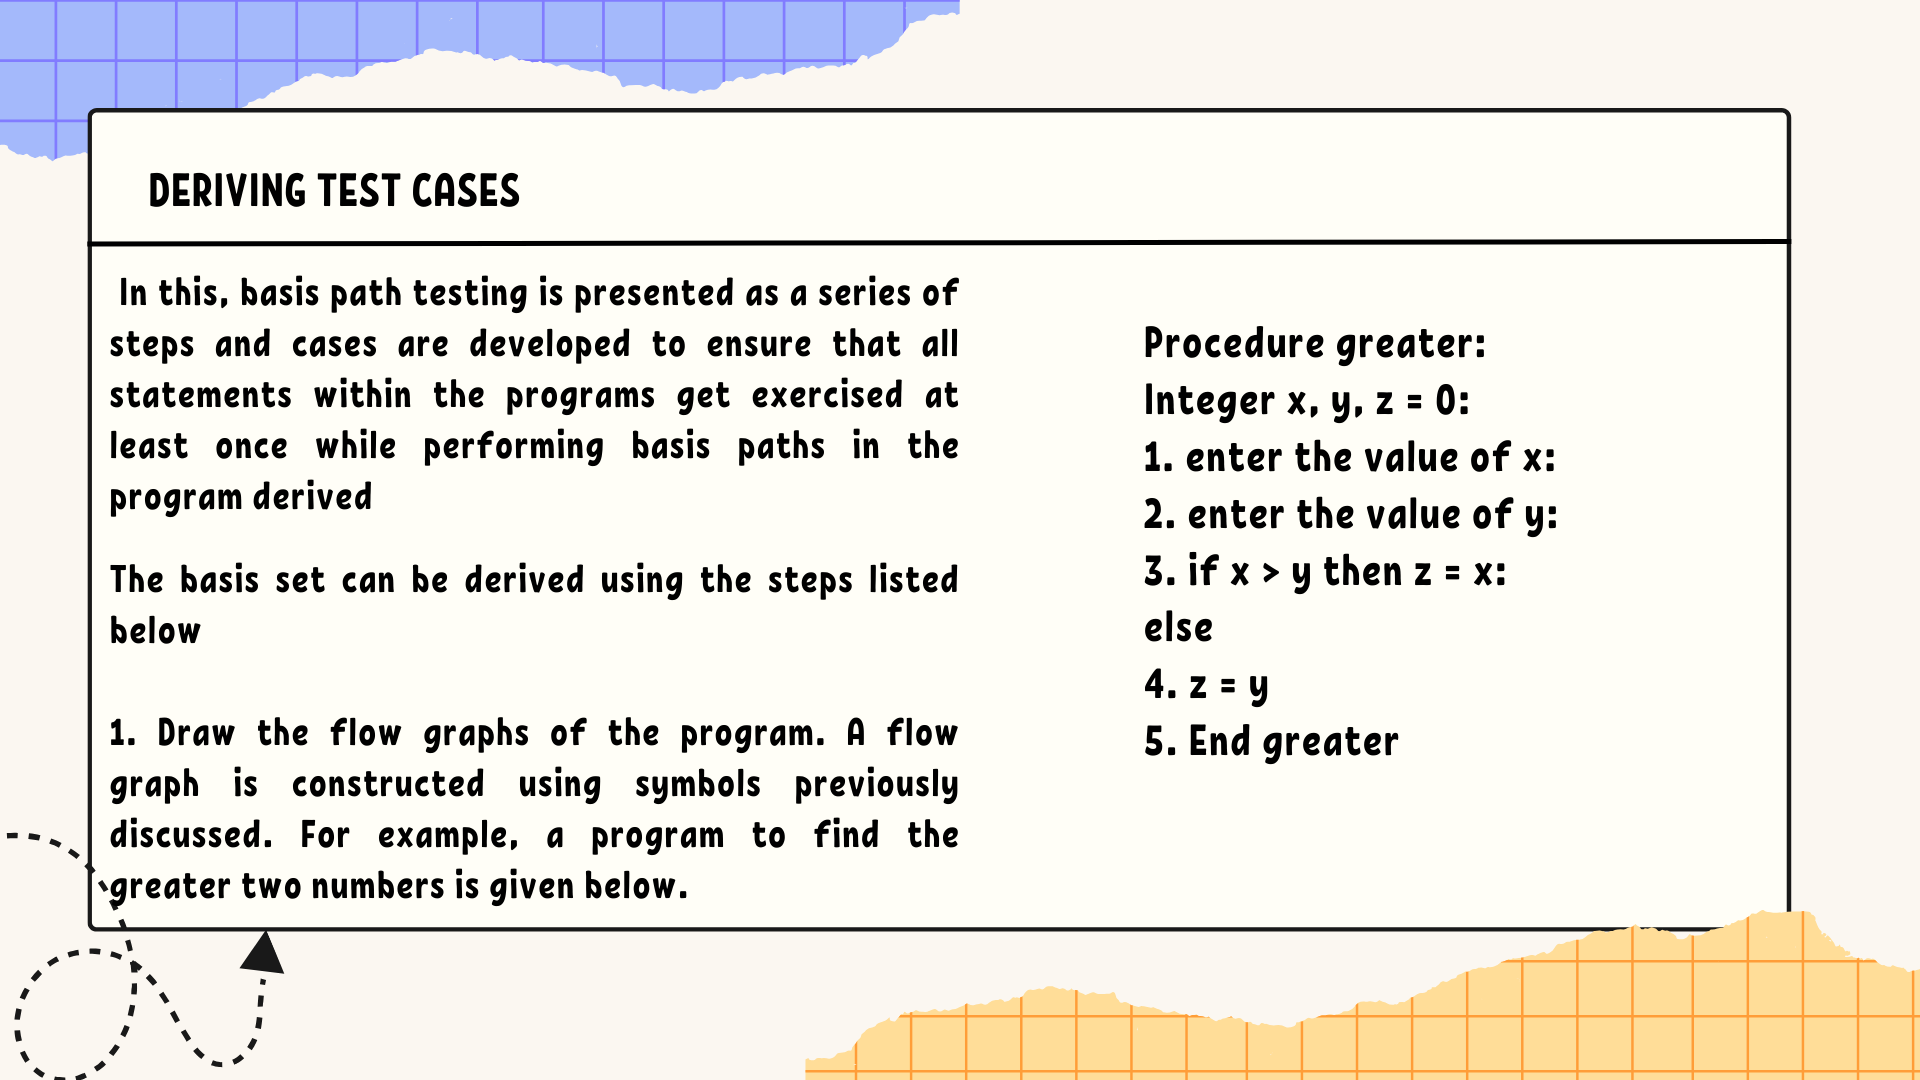 DERIVING TEST CASES
In this, basis path testing is presented as a series of
steps and cases are developed to ensure that all
statements within the programs get exercised at
least once while performing basis paths in the
program derived
The basis set can be derived using the steps listed
below
1. Draw the flow graphs of the program. A flow
graph is constructed using symbols previously
discussed. For example, a program to find the
greater two numbers is given below.
Procedure greater:
Integer x, y, z = 0:
1. enter the value of x:
2. enter the value of y:
3. if x > y then z = x:
else
4. z = y
5. End greater